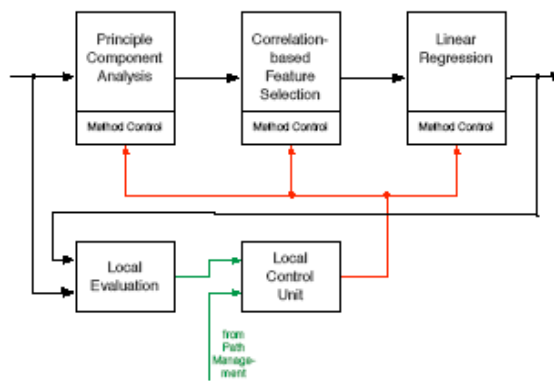 Principle
Component
Analysis
Method Control
Correlation-
based
Feature
Selection
Method Control
Linear
Regression
Method Control
Local
Evaluation
Local
Control
Unit
from
Path
Manage-
ment